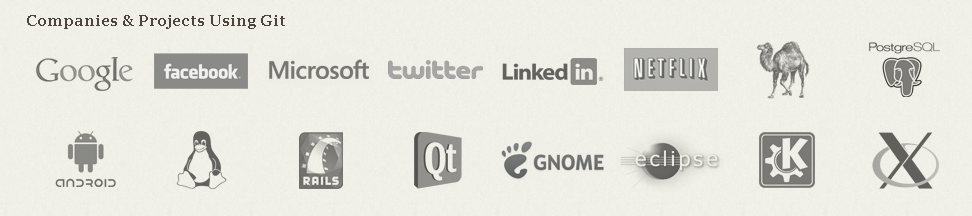 Companies & Projects Using Git
Google facebook Microsoft twitter Linked in NETFLIX PostgreSQL
ANDROID RAILS Qt GNOME eclipse K X